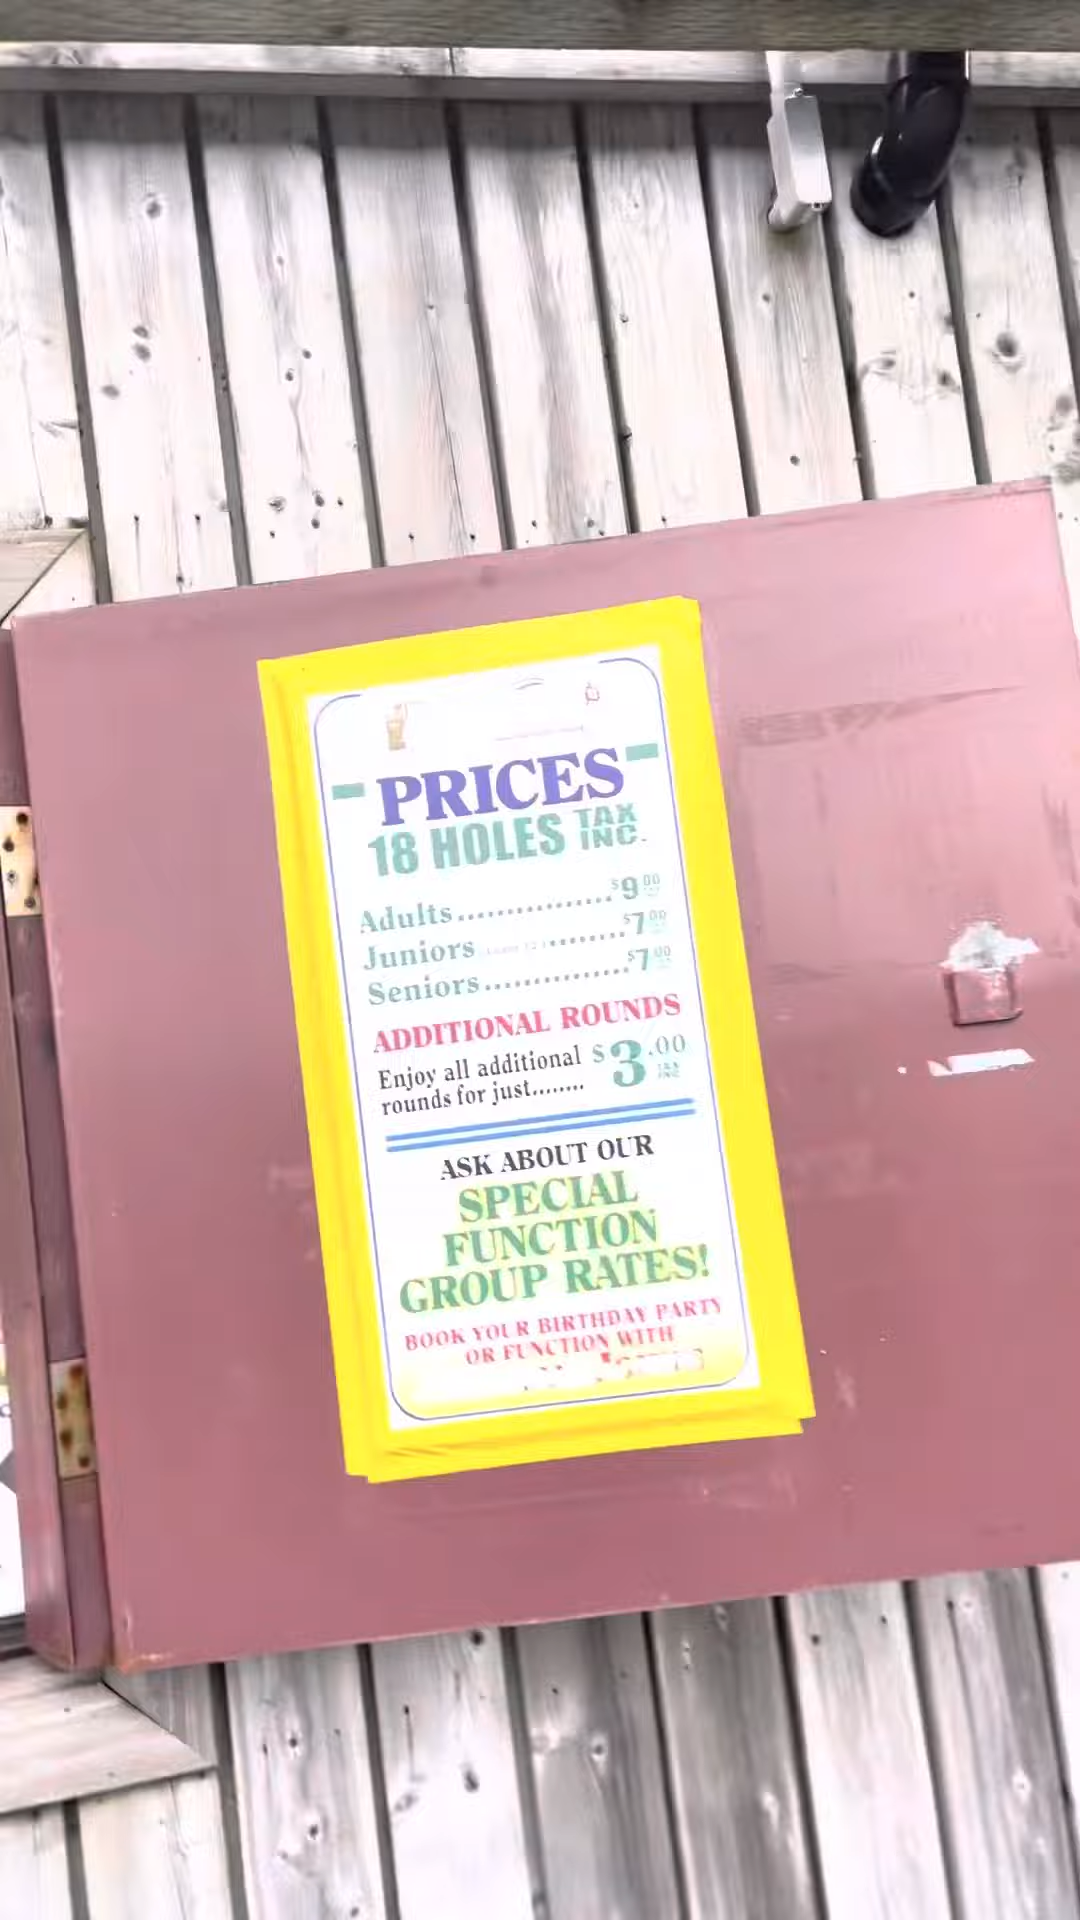 PRICES
18 HOLES TAX INC.
Adults................$9.00
Juniors .........$7.00
Seniors...............$7.00
ADDITIONAL ROUNDS
Enjoy all additional
rounds for just........ $3.00 TAX INC
ASK ABOUT OUR
SPECIAL
FUNCTION
GROUP RATES!
BOOK YOUR BIRTHDAY PARTY
OR FUNCTION WITH